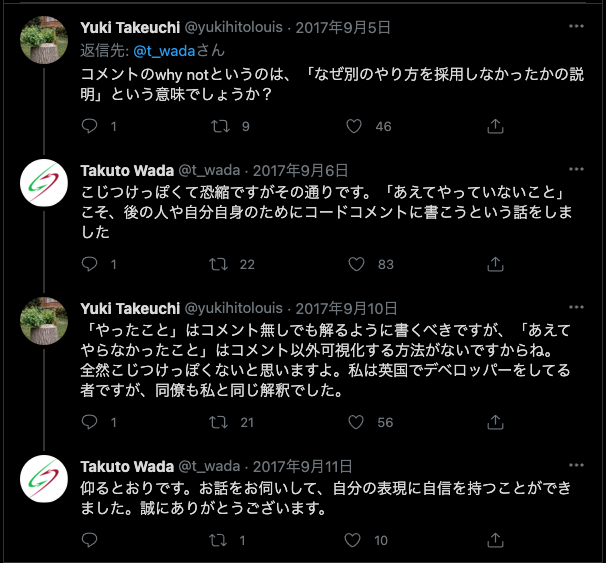 Yuki Takeuchi @yukihitolouis · 2017年9月5日
返信先: @t_wadaさん
コメントのwhy notというのは、「なぜ別のやり方を採用しなかったかの説
明」という意味でしょうか？
1 9 46
Takuto Wada @t_wada · 2017年9月6日
こじつけっぽくて恐縮ですがその通りです。「あえてやっていないこと」
こそ、後の人や自分自身のためにコードコメントに書こうという話をしま
した
1 22 83
Yuki Takeuchi @yukihitolouis · 2017年9月10日
「やったこと」はコメント無しでも解るように書くべきですが、「あえて
やらなかったこと」はコメント以外可視化する方法がないですからね。
全然こじつけっぽくないと思いますよ。私は英国でデベロッパーをしてる
者ですが、同僚も私と同じ解釈でした。
1 21 56
Takuto Wada @t_wada · 2017年9月11日
仰るとおりです。お話をお伺いして、自分の表現に自信を持つことができ
ました。誠にありがとうございます。
1 10